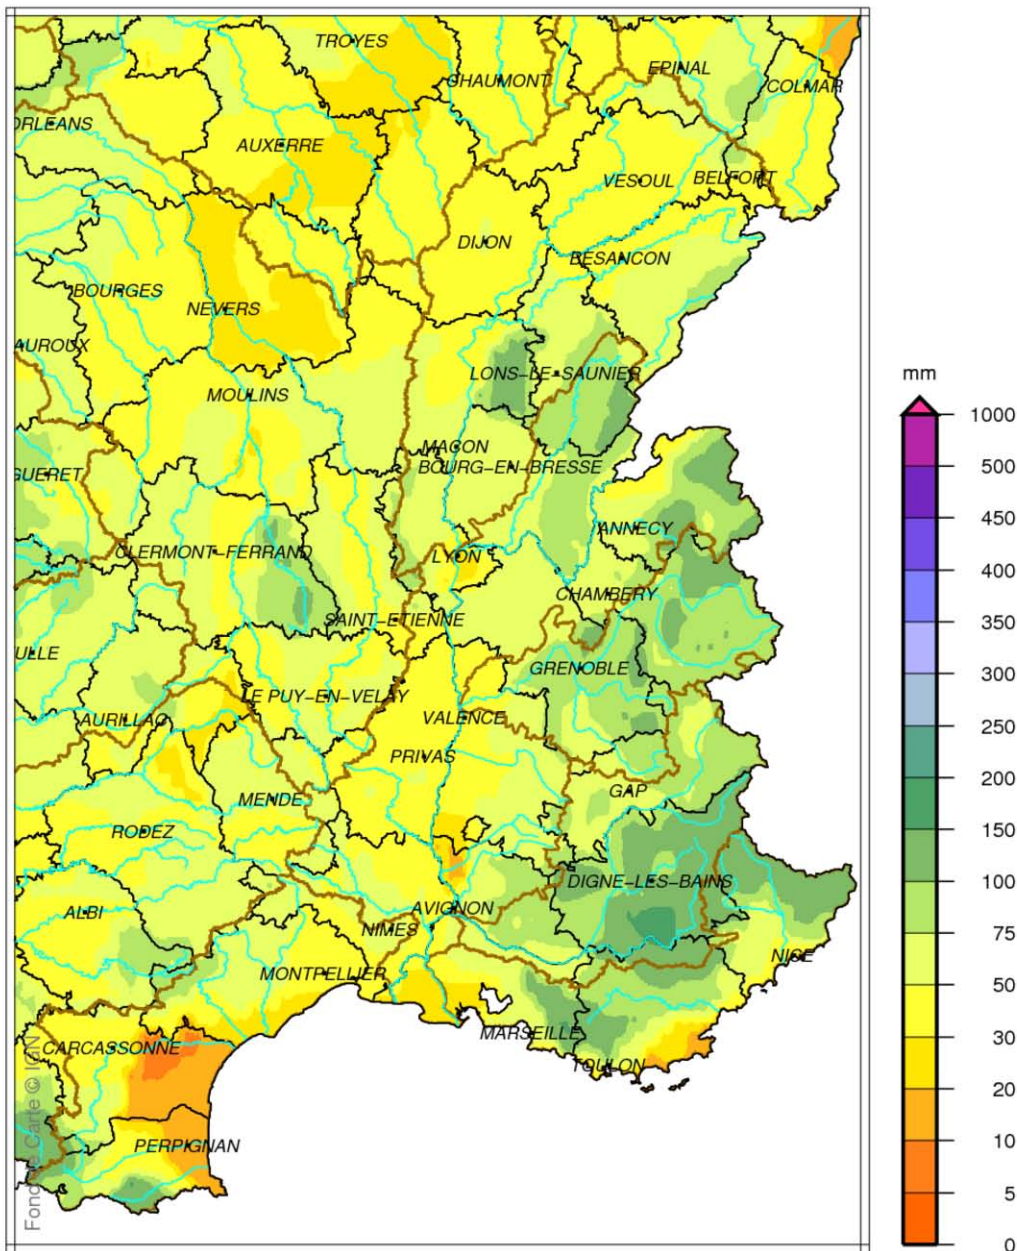 TROYES
CHAUMONT
EPINAL
COLMAR
ORLEANS
AUXERRE
VESOUL
BELFORT
DIJON
BESANCON
BOURGES
NEVERS
AUROUX
LONS-LE-SAUNIER
MOULINS
MACON
BOURG-EN-BRESSE
GUERET
ANNECY
CLERMONT-FERRAND
LYON
CHAMBERY
SAINT-ETIENNE
ULLE
GRENOBLE
LE PUY-EN-VELAY
AURILLAC
VALENCE
PRIVAS
MENDE
GAP
RODEZ
DIGNE-LES-BAINS
ALBI
AVIGNON
NIMES
NICE
MONTPELLIER
MARSEILLE
CARCASSONNE
TOULON
PERPIGNAN
Fond de Carte © IGN
mm
1000
500
450
400
350
300
250
200
150
100
75
50
30
20
10
5
0